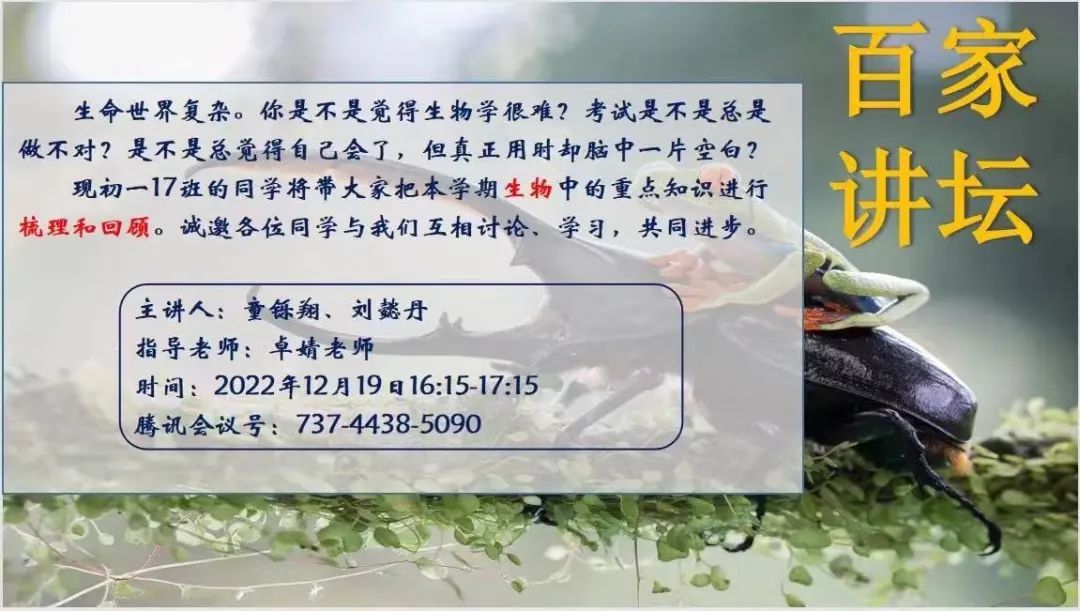 百家
讲坛
生命世界复杂。你是不是觉得生物学很难？考试是不是总是
做不对？是不是总觉得自己会了，但真正用时却脑中一片空白？
现初一17班的同学将带大家把本学期生物中的重点知识进行
梳理和回顾。诚邀各位同学与我们互相讨论、学习，共同进步。
主讲人：童铄翔、刘懿丹
指导老师：卓婧老师
时间：2022年12月19日16:15-17:15
腾讯会议号：737-4438-5090